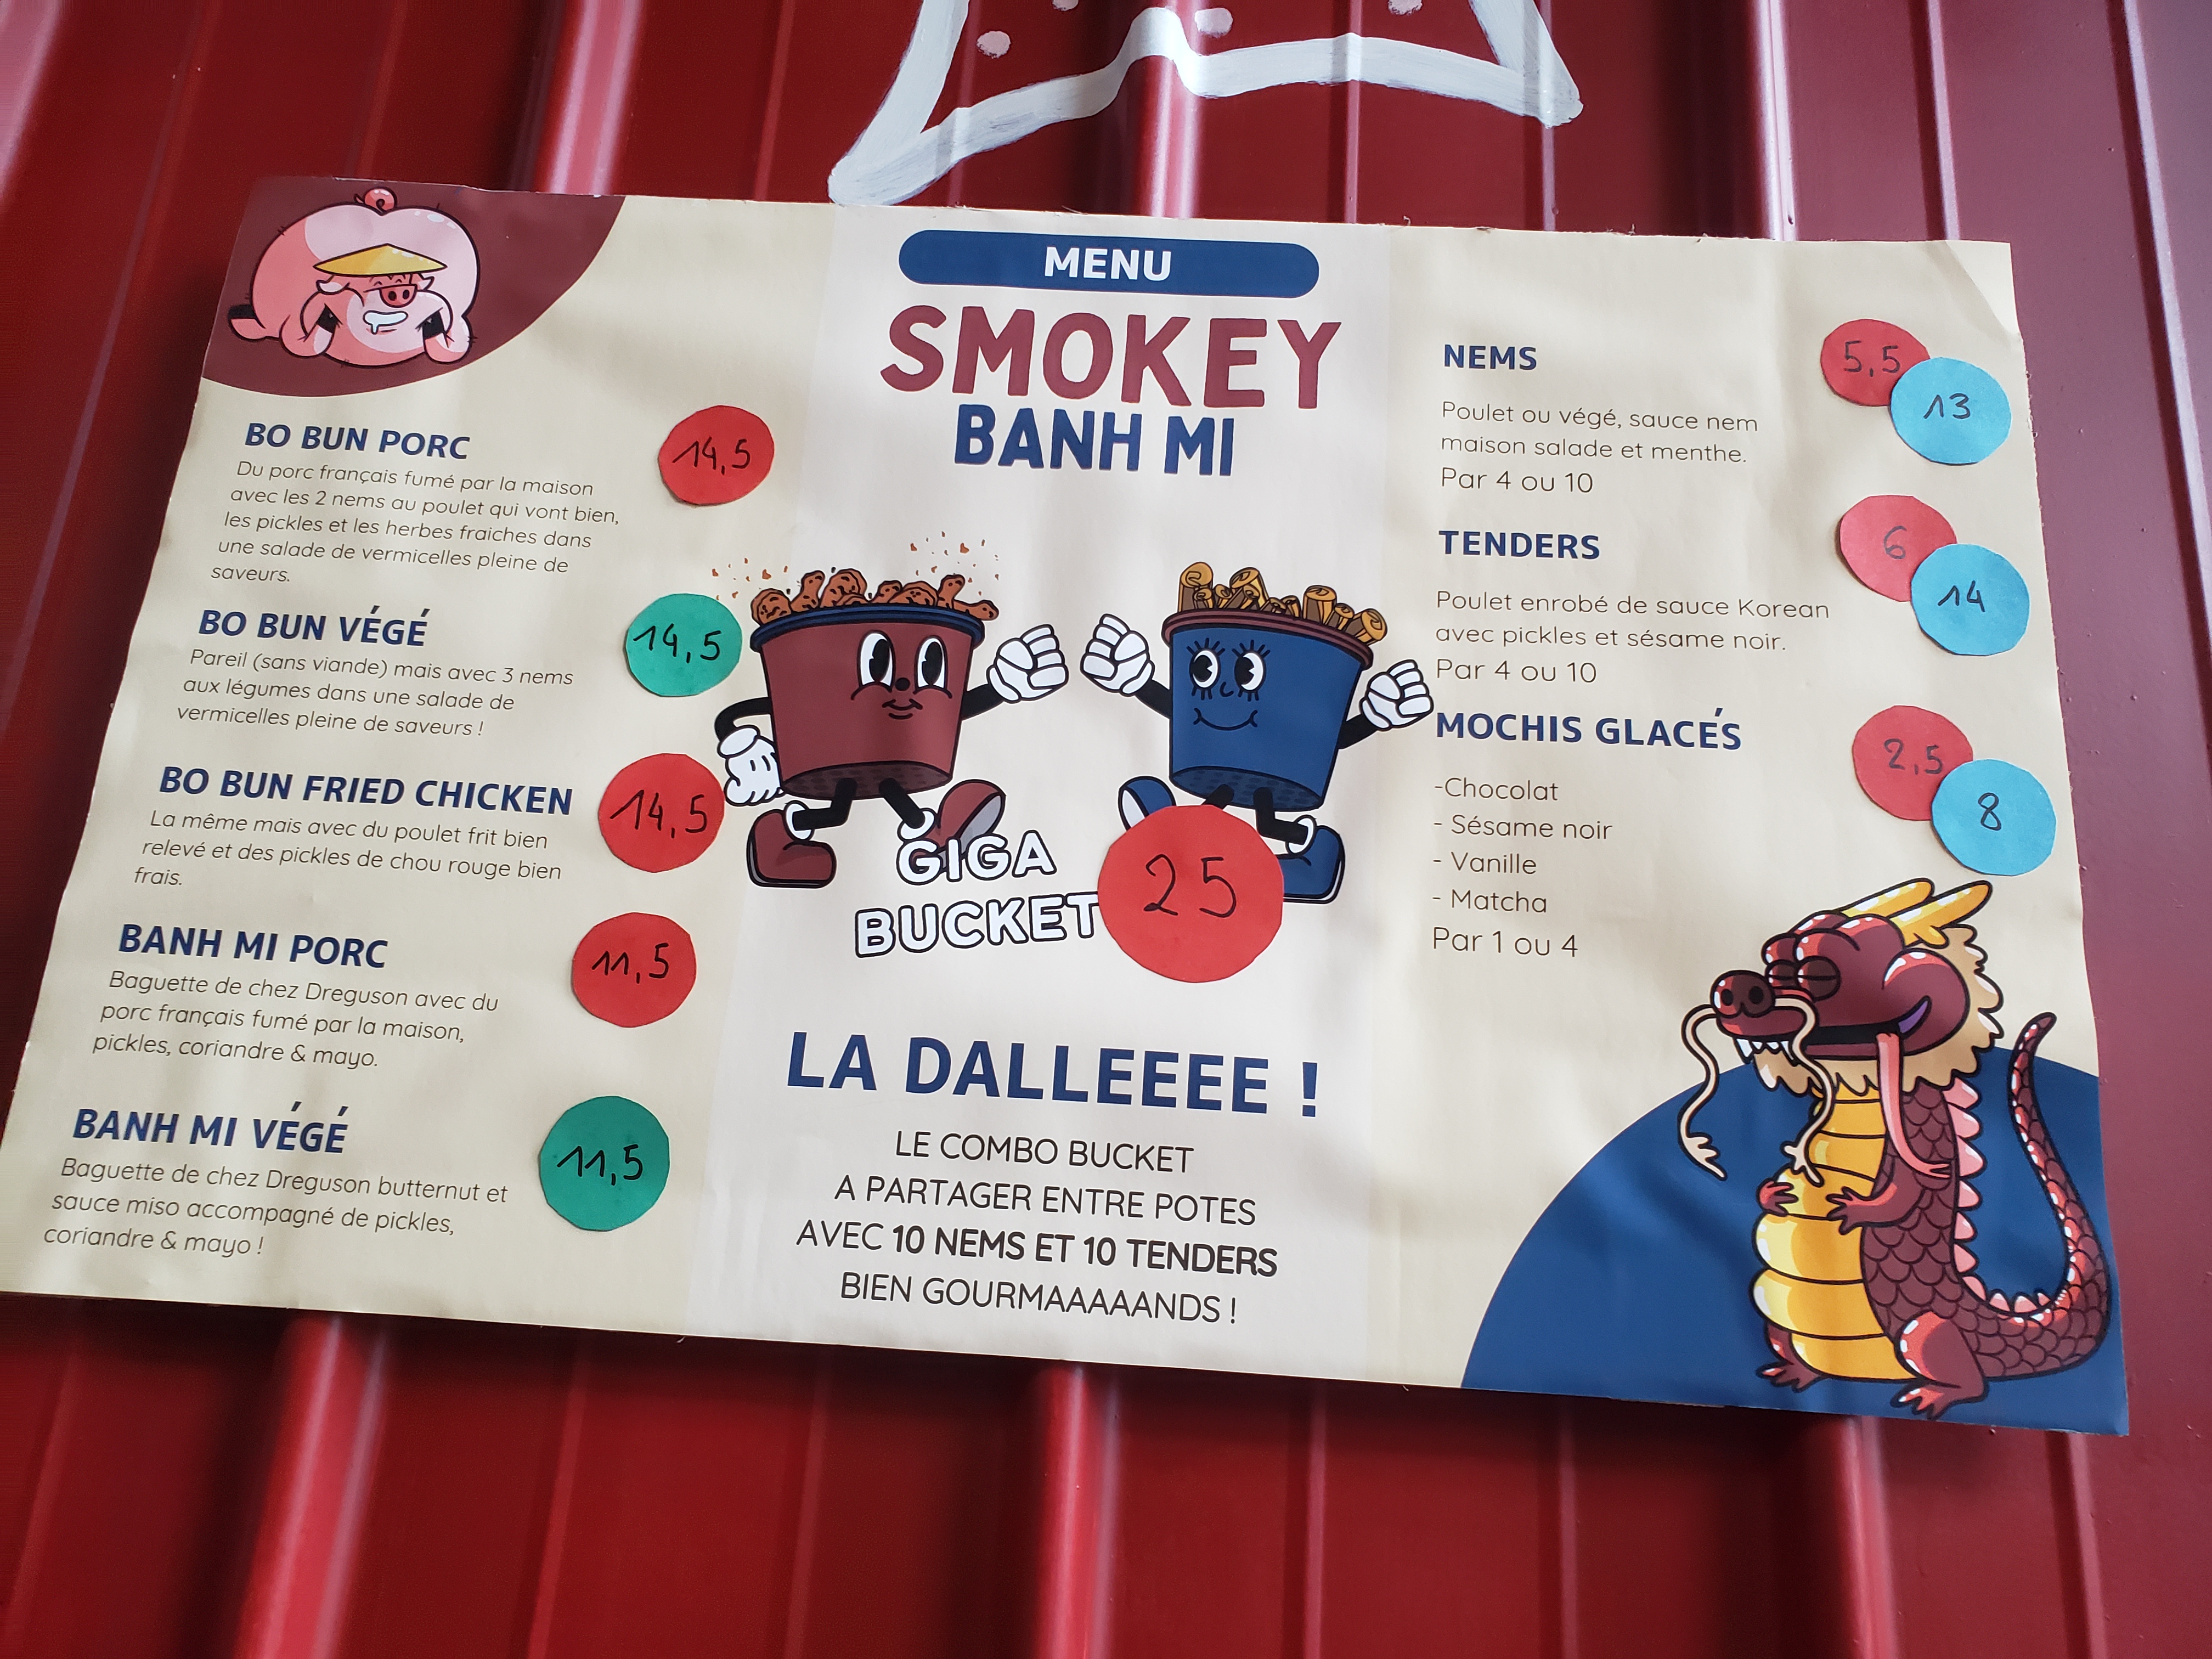 MENU
SMOKEY
BANH MI
BO BUN PORC
14,5
Du porc français fumé par la maison
avec les 2 nems au poulet qui vont bien,
les pickles et les herbes fraiches dans
une salade de vermicelles pleine de
saveurs.
BO BUN VÉGÉ
14,5
Pareil (sans viande) mais avec 3 nems
aux légumes dans une salade de
vermicelles pleine de saveurs !
BO BUN FRIED CHICKEN
14,5
La même mais avec du poulet frit bien
relevé et des pickles de chou rouge bien
frais.
BANH MI PORC
11,5
Baguette de chez Dreguson avec du
porc français fumé par la maison,
pickles, coriandre & mayo.
BANH MI VÉGÉ
11,5
Baguette de chez Dreguson butternut et
sauce miso accompagné de pickles,
coriandre & mayo !
GIGA
BUCKET
25
LA DALLEEEE !
LE COMBO BUCKET
A PARTAGER ENTRE POTES
AVEC 10 NEMS ET 10 TENDERS
BIEN GOURMAAAAANDS !
NEMS
5,5
13
Poulet ou végé, sauce nem
maison salade et menthe.
Par 4 ou 10
TENDERS
6
14
Poulet enrobé de sauce Korean
avec pickles et sésame noir.
Par 4 ou 10
MOCHIS GLACÉS
2,5
8
-Chocolat
- Sésame noir
- Vanille
- Matcha
Par 1 ou 4